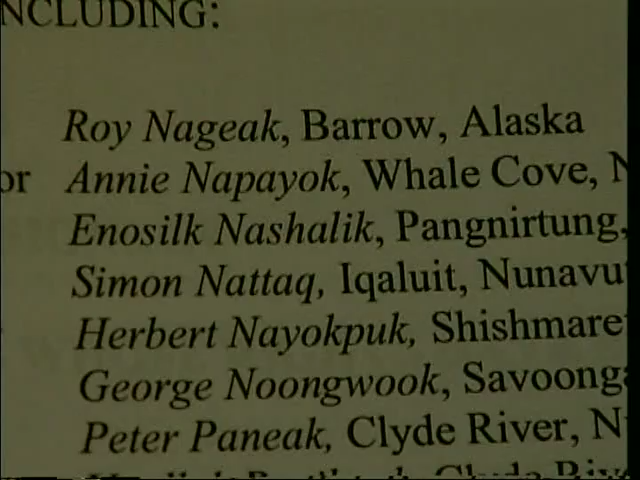 NCLUDING:
Roy Nageak, Barrow, Alaska
or Annie Napayok, Whale Cove, N
Enosilk Nashalik, Pangnirtung,
Simon Nattaq, Iqaluit, Nunavu
Herbert Nayokpuk, Shishmare
George Noongwook, Savoonga
Peter Paneak, Clyde River, N